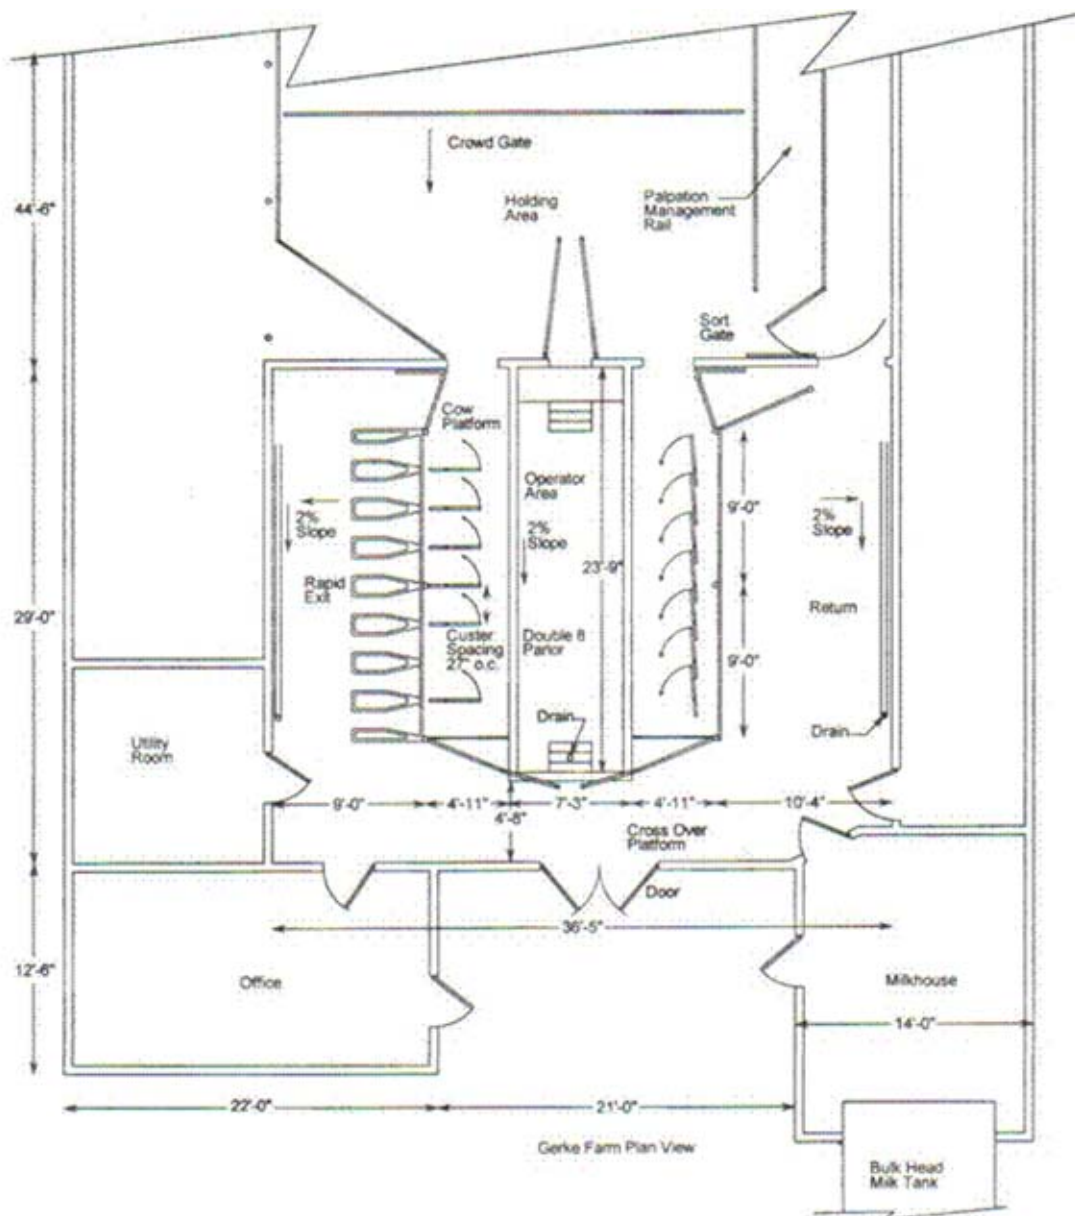 Crowd Gate
44'-6"
Holding
Area
Palpation
Management
Rail
Sort
Gate
Cow
Platform
Operator
Area
9'-0"
2%
Slope
2%
Slope
2%
Slope
23'-9"
Rapid
Exit
Return
29'-0"
Custer
Spacing
27" o.c.
Double 8
Parlor
9'-0"
Drain
Drain
Utility
Room
9'-0"
4'-11"
7'-3"
4'-11"
10'-4"
4'-8"
Cross Over
Platform
Door
36'-5"
12'-6"
Office
Milkhouse
14'-0"
22'-0"
21'-0"
Gerke Farm Plan View
Bulk Head
Milk Tank